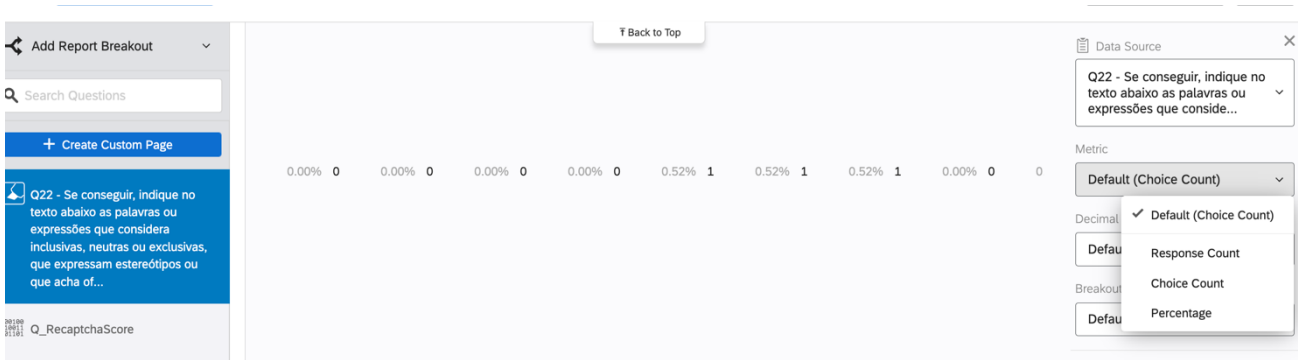 Add Report Breakout
Search Questions
+ Create Custom Page
Q22 - Se conseguir, indique no
texto abaixo as palavras ou
expressões que considera
inclusivas, neutras ou exclusivas,
que expressam estereótipos ou
que acha of...
Q_RecaptchaScore
Back to Top
0.00% 0 0.00% 0 0.00% 0 0.00% 0 0.52% 1 0.52% 1 0.52% 1 0.00% 0 0
Data Source
Q22 - Se conseguir, indique no
texto abaixo as palavras ou
expressões que conside...
Metric
Default (Choice Count)
Default (Choice Count)
Response Count
Choice Count
Percentage
Decimal
Defau
Breakout
Defau